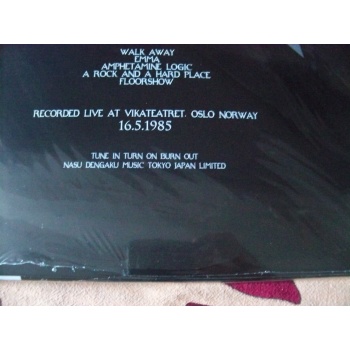 WALK AWAY
EMMA
AMPHETAMINE LOGIC
A ROCK AND A HARD PLACE
FLOORSHOW
RECORDED LIVE AT VIKATEATRET, OSLO NORWAY
16.5.1985
TUNE IN TURN ON BURN OUT
NASU DENGAKU MUSIC TOKYO JAPAN LIMITED